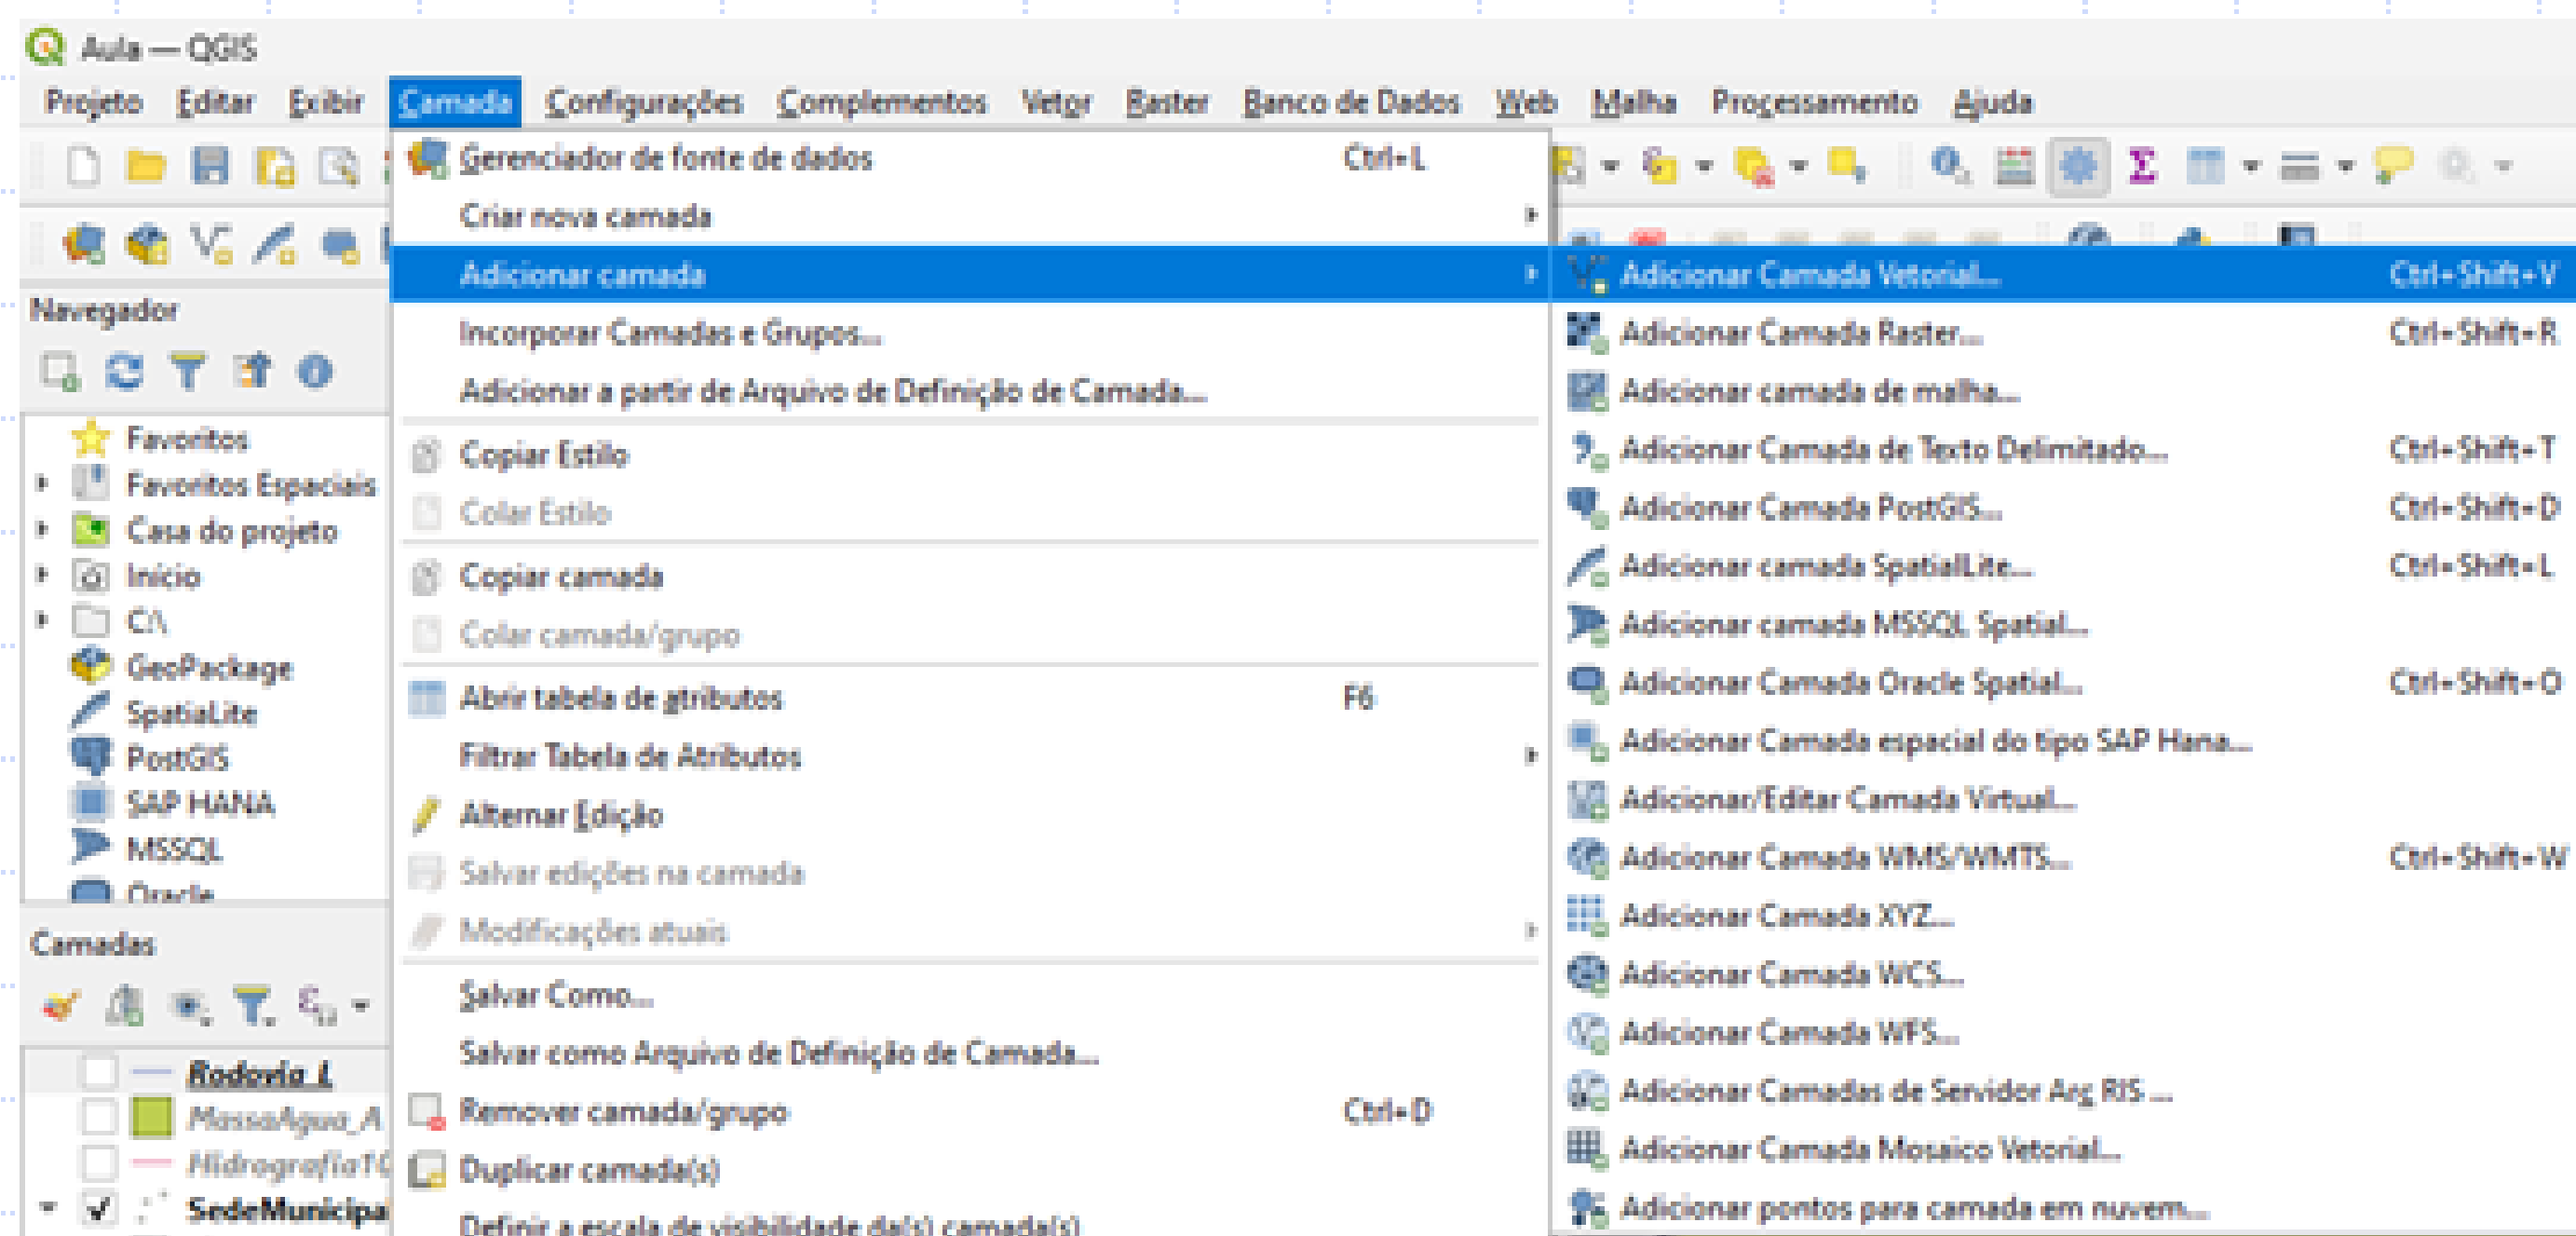 Aula — QGIS
Projeto Editar Exibir Camada Configurações Complementos Vetor Raster Banco de Dados Web Malha Processamento Ajuda
Gerenciador de fonte de dados Ctrl+L
Criar nova camada
Adicionar camada
Incorporar Camadas e Grupos...
Adicionar a partir de Arquivo de Definição de Camada...
Copiar Estilo
Colar Estilo
Copiar camada
Colar camada/grupo
Abrir tabela de atributos F6
Filtrar Tabela de Atributos
Alternar Edição
Salvar edições na camada
Modificações atuais
Salvar Como...
Salvar como Arquivo de Definição de Camada...
Remover camada/grupo Ctrl+D
Duplicar camada(s)
Definir a escala de visibilidade da(s) camada(s)
Adicionar Camada Vetorial... Ctrl+Shift+V
Adicionar Camada Raster... Ctrl+Shift+R
Adicionar camada de malha...
Adicionar Camada de Texto Delimitado... Ctrl+Shift+T
Adicionar Camada PostGIS... Ctrl+Shift+D
Adicionar camada SpatialLite... Ctrl+Shift+L
Adicionar camada MSSQL Spatial...
Adicionar Camada Oracle Spatial... Ctrl+Shift+O
Adicionar Camada espacial do tipo SAP Hana...
Adicionar/Editar Camada Virtual...
Adicionar Camada WMS/WMTS... Ctrl+Shift+W
Adicionar Camada XYZ...
Adicionar Camada WCS...
Adicionar Camada WFS...
Adicionar Camadas de Servidor Arg RIS ...
Adicionar Camada Mosaico Vetorial...
Adicionar pontos para camada em nuvem...
Navegador
Favoritos
Favoritos Espaciais
Casa do projeto
Início
C:\
GeoPackage
SpatiaLite
PostGIS
SAP HANA
MSSQL
Oracle
Camadas
Rodovia_L
MassaAgua_A
Hidrografia1
SedeMunicipa